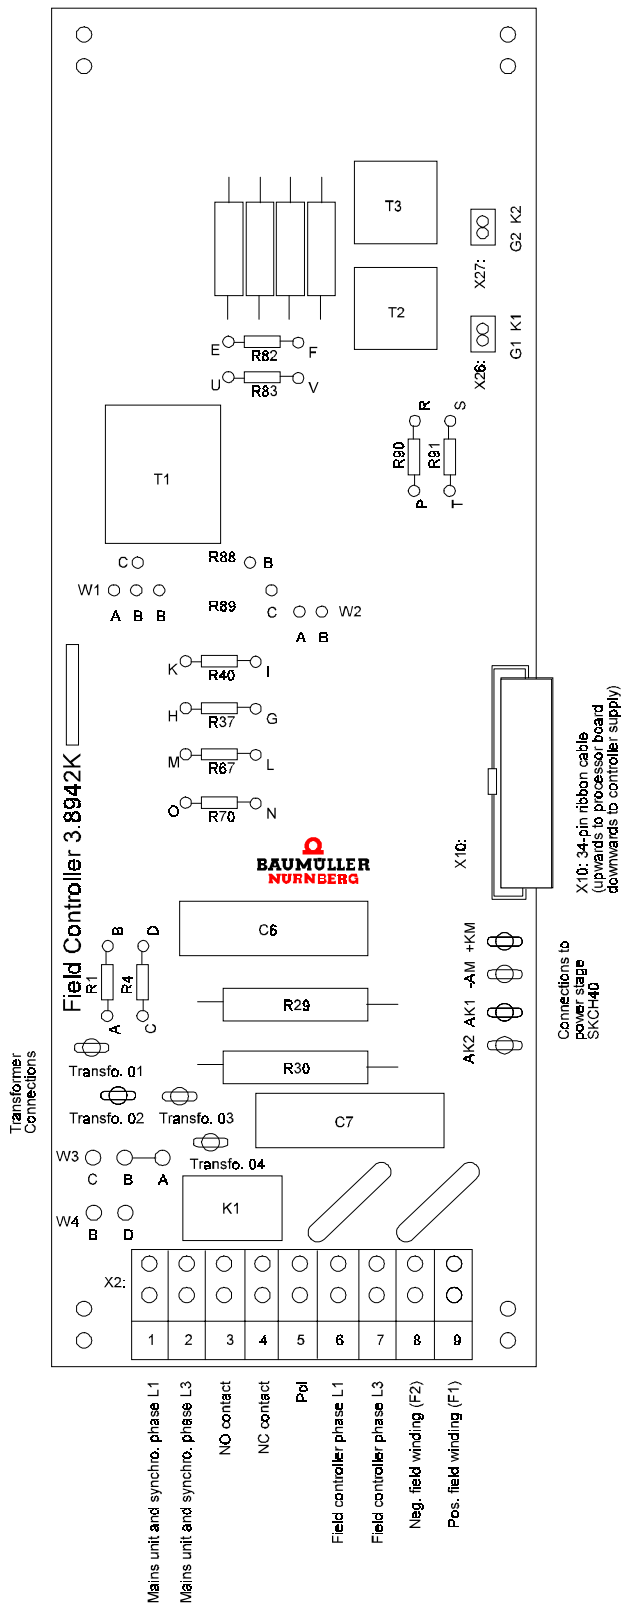 T3
K2
G2
X27:
T2
K1
G1
X26:
E
R82
F
U
R83
V
R
S
R90
R91
P
T
T1
C
R88
B
W1
A B B
R89
C
W2
A B
K
R40
I
H
R37
G
M
R67
L
O
R70
N
Field Controller 3.8942K
BAUMÜLLER
NÜRNBERG
X10:
X10: 34-pin ribbon cable
(upwards to processor board
downwards to controller supply)
C6
B
D
R1
R4
A
C
R29
R30
+KM
-AM
AK1
AK2
Connections to
power stage
SKCH40
Transformer
Connections
Transfo. 01
Transfo. 02
Transfo. 03
Transfo. 04
C7
W3
C B A
W4
B D
K1
X2:
1 2 3 4 5 6 7 8 9
Mains unit and synchro. phase L1
Mains unit and synchro. phase L3
NO contact
NC contact
Pol
Field controller phase L1
Field controller phase L3
Neg. field winding (F2)
Pos. field winding (F1)